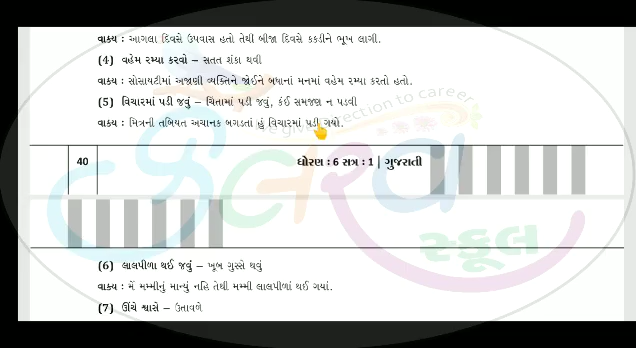 વાક્ય : આગલા દિવસે ઉપવાસ હતો તેથી બીજા દિવસે કકડીને ભૂખ લાગી.
(4) વહેમ રમ્યા કરવો – સતત શંકા થવી
વાક્ય : સોસાયટીમાં અજાણી વ્યક્તિને જોઈને બધાનાં મનમાં વહેમ રમ્યા કરતો હતો.
(5) વિચારમાં પડી જવું – ચિંતામાં પડી જવું, કંઈ સમજણ ન પડવી
વાક્ય : મિત્રની તબિયત અચાનક બગડતાં હું વિચારમાં પડી ગયો.
40 ધોરણ : 6 સત્ર : 1 | ગુજરાતી
કલરવ
સ્કૂલ
(6) લાલપીળા થઈ જવું – ખૂબ ગુસ્સે થવું
વાક્ય : મેં મમ્મીનું માન્યું નહિ તેથી મમ્મી લાલપીળાં થઈ ગયાં.
(7) ઊંચે શ્વાસે – ઉતાવળે